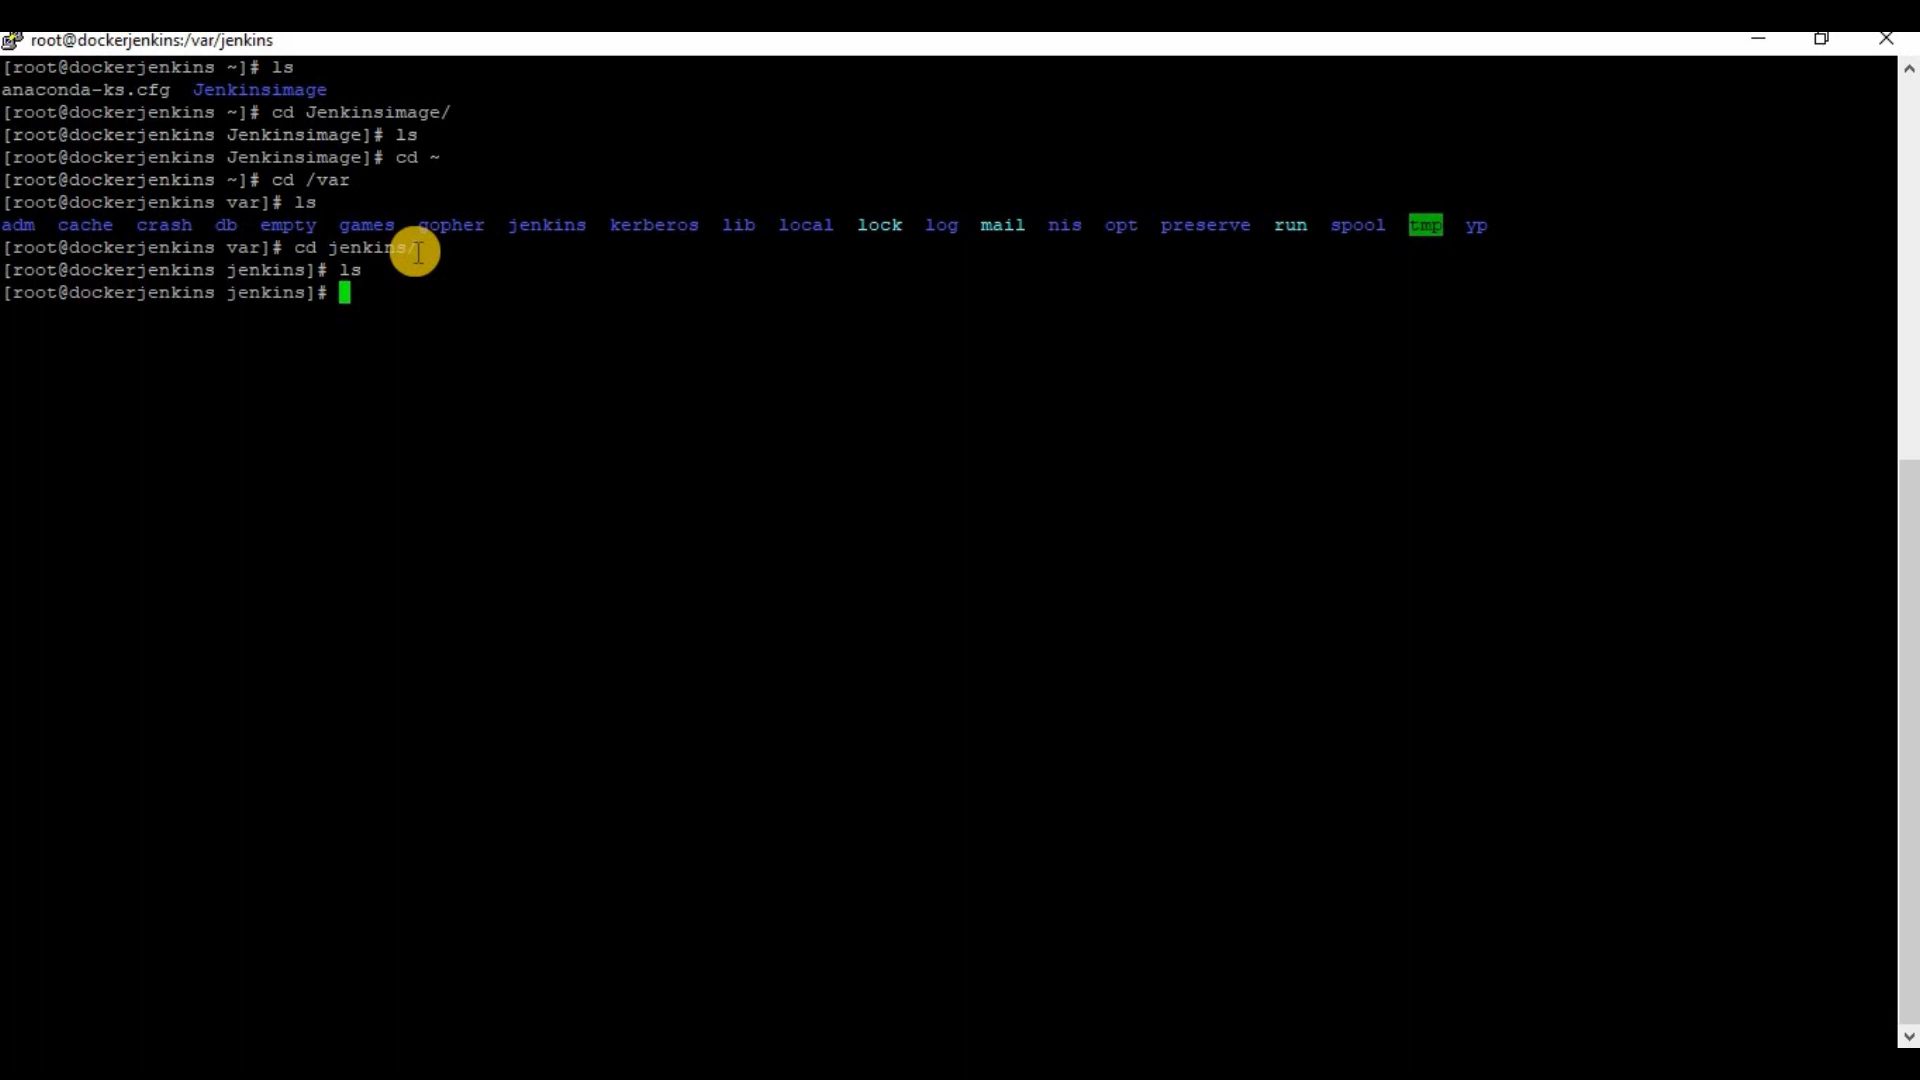 root@dockerjenkins:/var/jenkins
[root@dockerjenkins ~]# ls
anaconda-ks.cfg  Jenkinsimage
[root@dockerjenkins ~]# cd Jenkinsimage/
[root@dockerjenkins Jenkinsimage]# ls
[root@dockerjenkins Jenkinsimage]# cd ~
[root@dockerjenkins ~]# cd /var
[root@dockerjenkins var]# ls
adm  cache  crash  db  empty  games  gopher  jenkins  kerberos  lib  local  lock  log  mail  nis  opt  preserve  run  spool  tmp  yp
[root@dockerjenkins var]# cd jenkins/
[root@dockerjenkins jenkins]# ls
[root@dockerjenkins jenkins]#